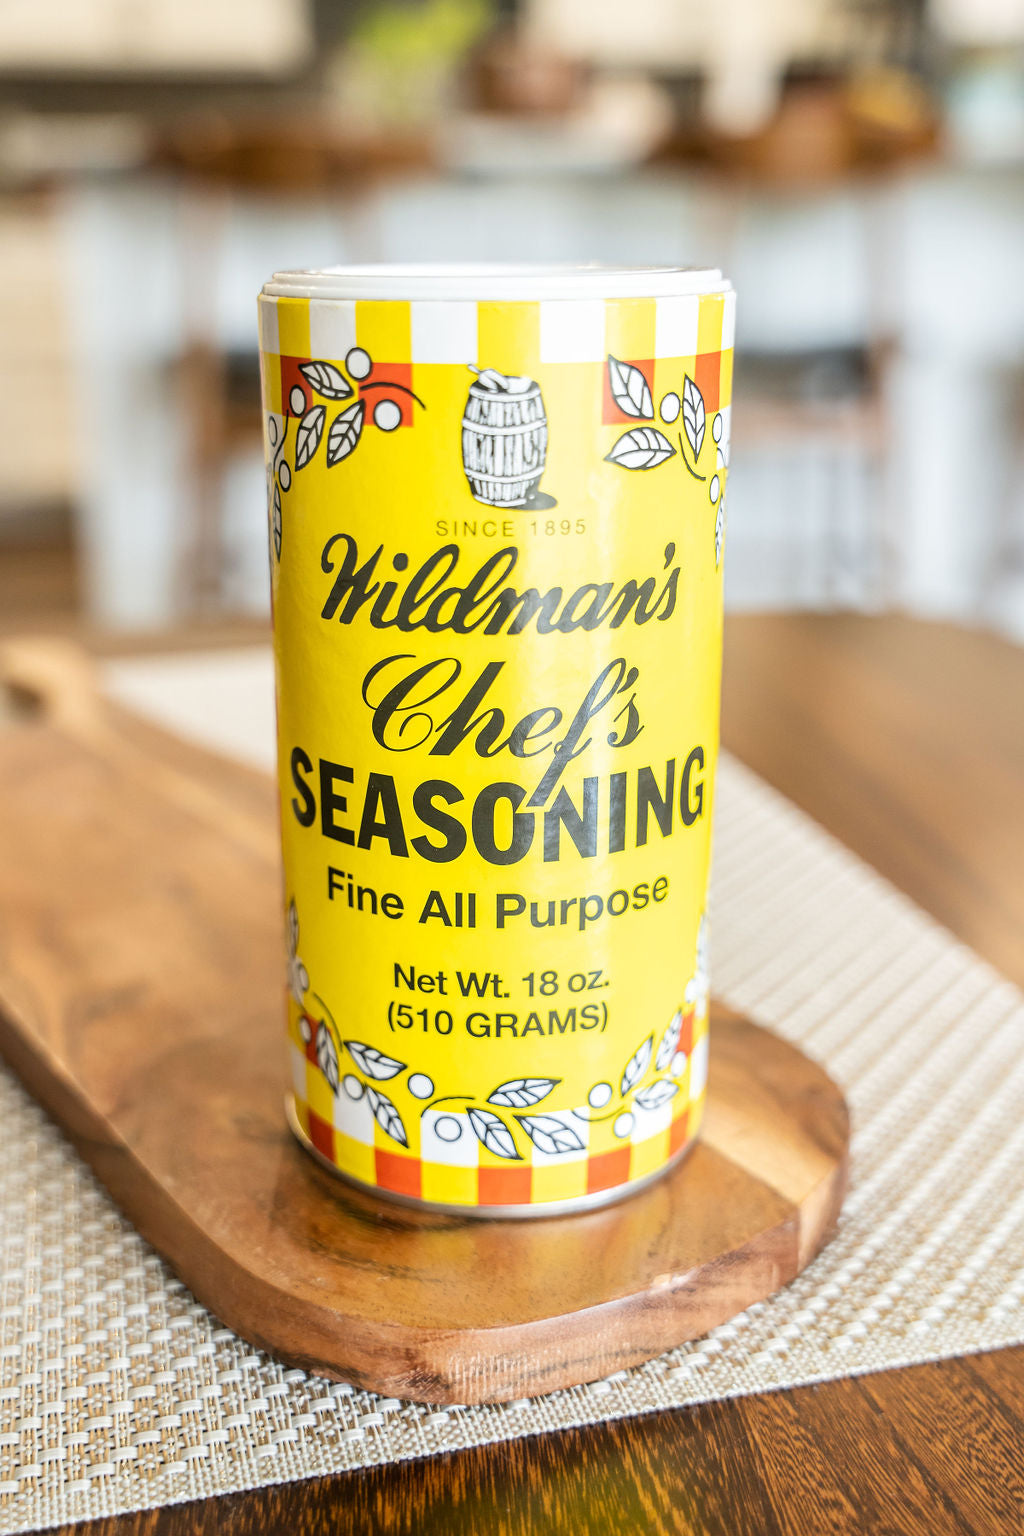 SINCE 1895
Wildman's
Chef's
SEASONING
Fine All Purpose
Net Wt. 18 oz.
(510 GRAMS)